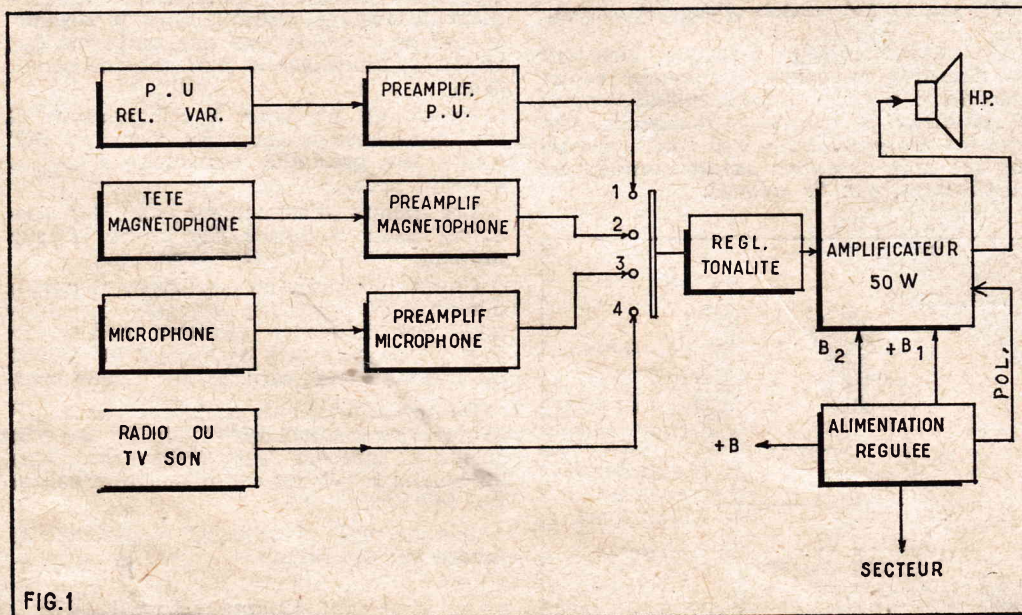 P.U
REL. VAR.
PREAMPLIF.
P.U.
H.P.
TETE
MAGNETOPHONE
PREAMPLIF
MAGNETOPHONE
1
2
3
4
REGL.
TONALITE
AMPLIFICATEUR
50 W
MICROPHONE
PREAMPLIF
MICROPHONE
B2
+B1
POL.
RADIO OU
TV SON
+B
ALIMENTATION
REGULEE
SECTEUR
FIG.1